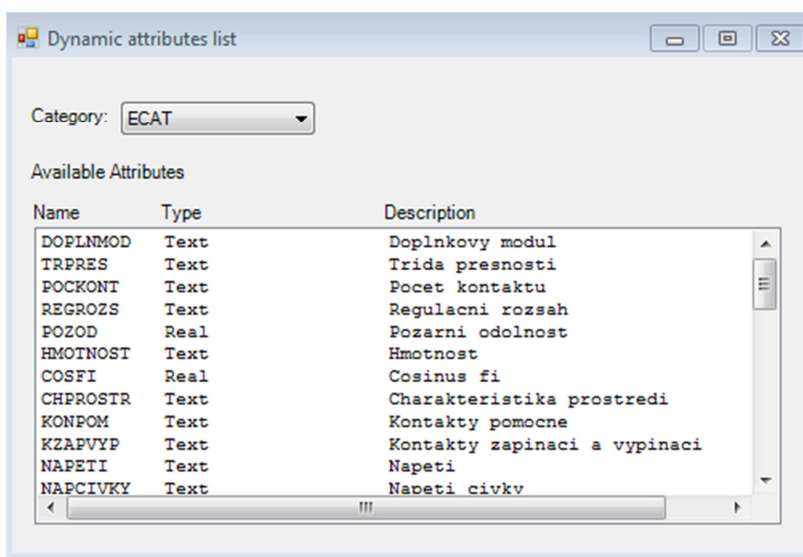 Dynamic attributes list
Category: ECAT
Available Attributes
Name Type Description
DOPLNMOD Text Doplnkovy modul
TRPRES Text Trida presnosti
POCKONT Text Pocet kontaktu
REGROZS Text Regulacni rozsah
POZOD Real Pozarni odolnost
HMOTNOST Text Hmotnost
COSFI Real Cosinus fi
CHPROSTR Text Charakteristika prostredi
KONPOM Text Kontakty pomocne
KZAPVYP Text Kontakty zapinaci a vypinaci
NAPETI Text Napeti
NAPCIVKY Text Napeti civky